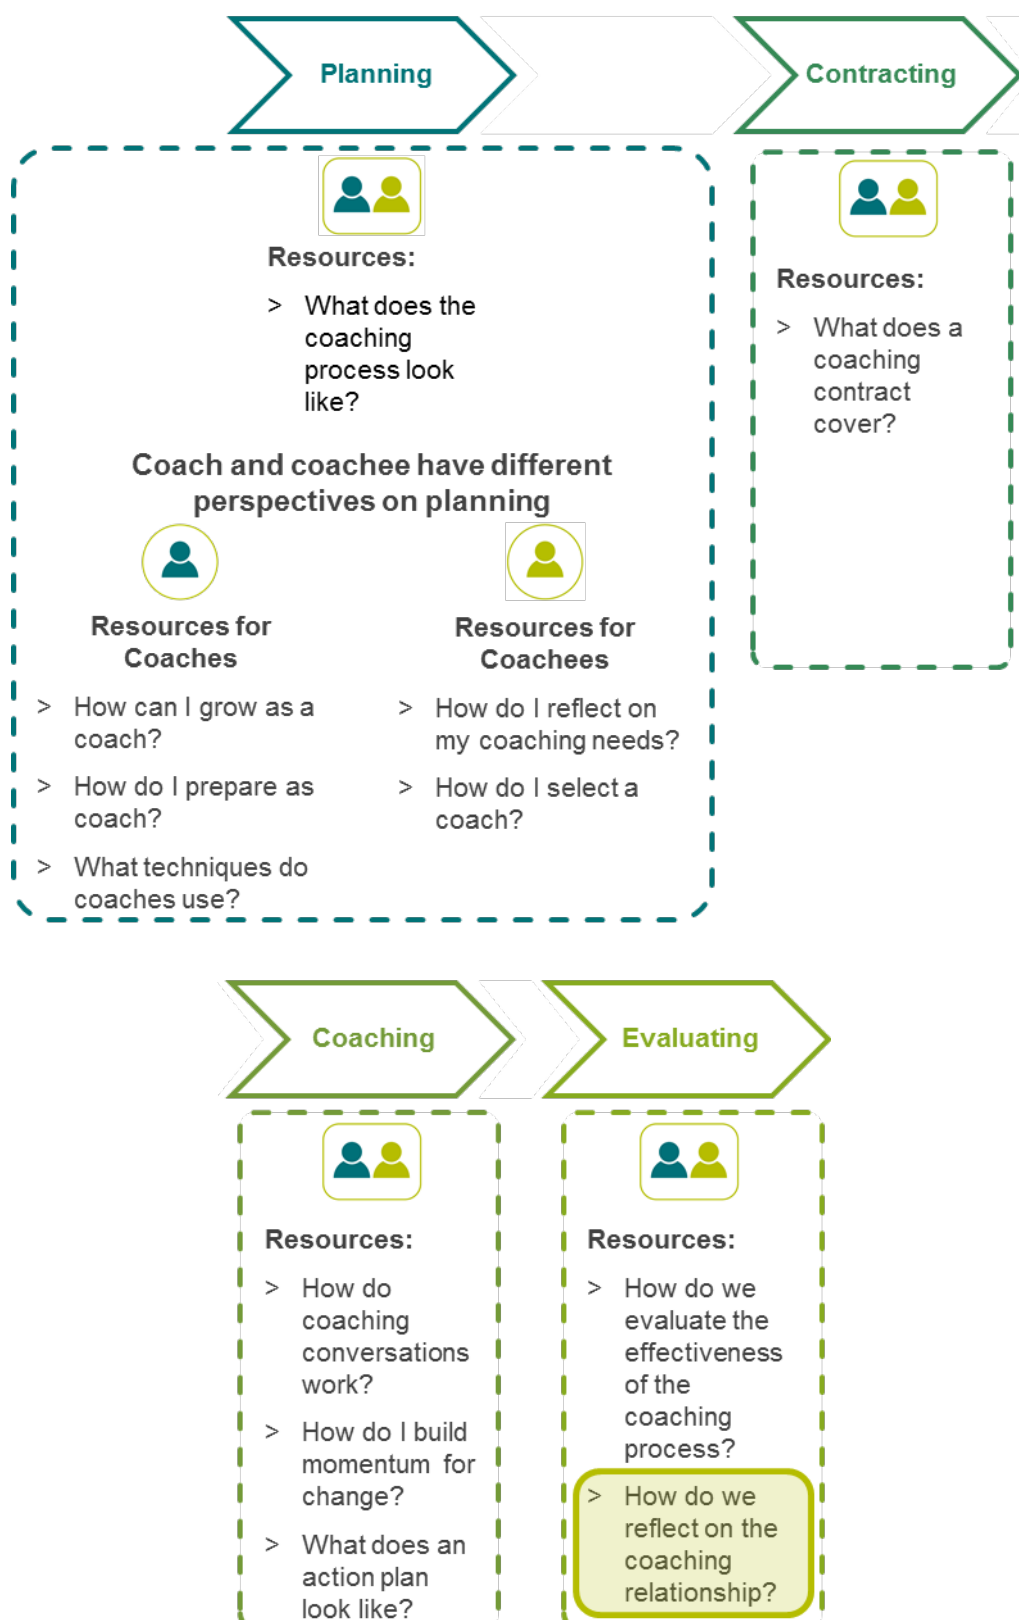 Planning
Contracting
Resources:
> What does the
coaching
process look
like?
Coach and coachee have different
perspectives on planning
Resources for
Coaches
> How can I grow as a
coach?
> How do I prepare as
coach?
> What techniques do
coaches use?
Resources for
Coachees
> How do I reflect on
my coaching needs?
> How do I select a
coach?
Resources:
> What does a
coaching
contract
cover?
Coaching
Evaluating
Resources:
> How do
coaching
conversations
work?
> How do I build
momentum for
change?
> What does an
action plan
look like?
Resources:
> How do we
evaluate the
effectiveness
of the
coaching
process?
> How do we
reflect on the
coaching
relationship?